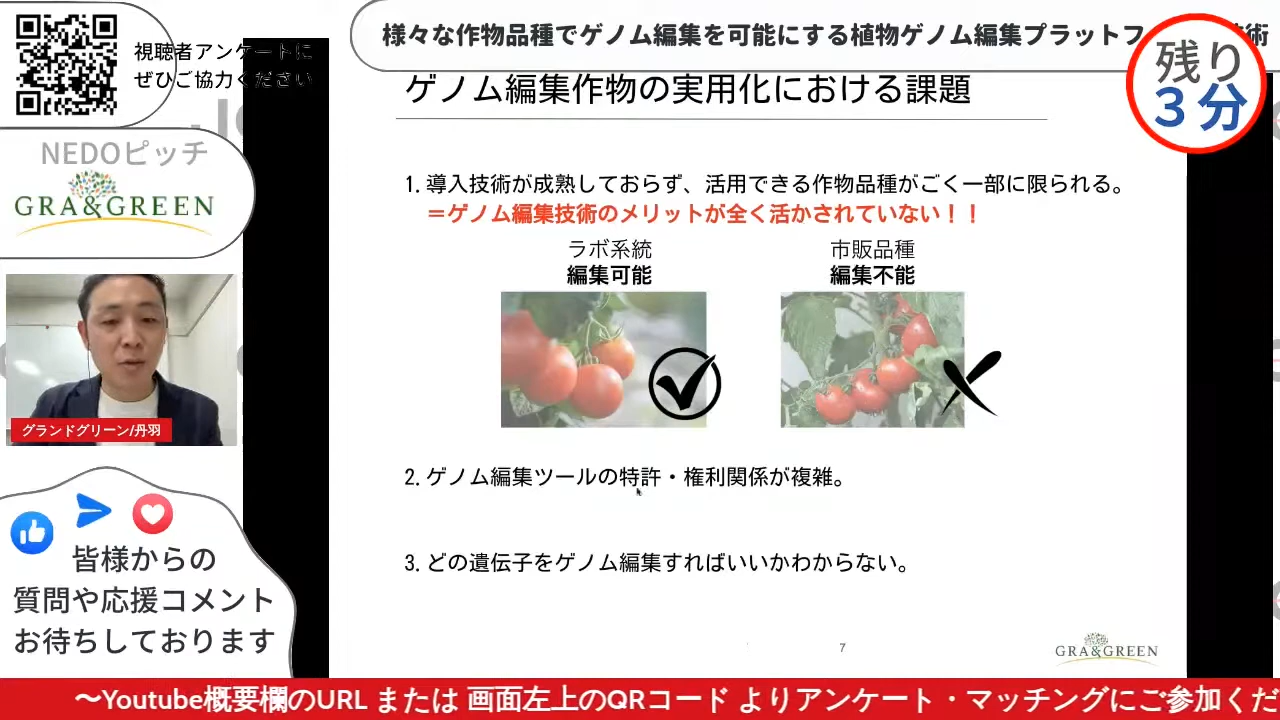 視聴者アンケートに
ぜひご協力ください
様々な作物品種でゲノム編集を可能にする植物ゲノム編集プラットフ
術
残り
3分
NEDOピッチ
GRA&GREEN
グランドグリーン/丹羽
皆様からの
質問や応援コメント
お待ちしております
ゲノム編集作物の実用化における課題
1. 導入技術が成熟しておらず、活用できる作物品種がごく一部に限られる。
＝ゲノム編集技術のメリットが全く活かされていない！！
ラボ系統
編集可能
市販品種
編集不能
2. ゲノム編集ツールの特許・権利関係が複雑。
3. どの遺伝子をゲノム編集すればいいかわからない。
7
GRA&GREEN
〜Youtube概要欄のURL または 画面左上のQRコード よりアンケート・マッチングにご参加くだ